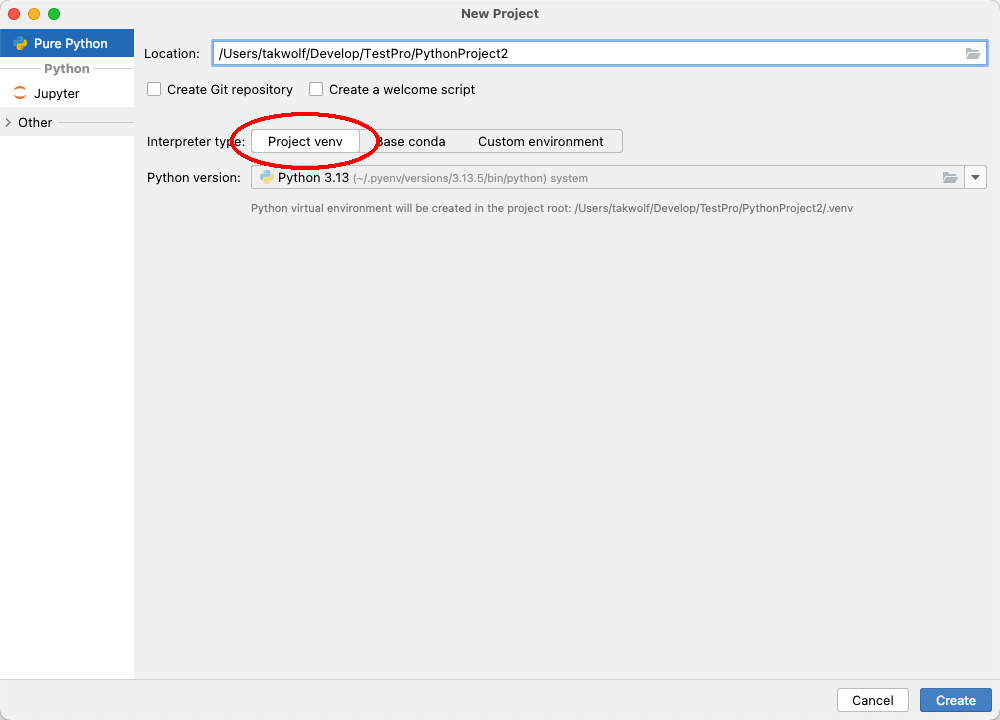 New Project
Pure Python
Python
Jupyter
Other
Location: /Users/takwolf/Develop/TestPro/PythonProject2
Create Git repository Create a welcome script
Interpreter type: Project venv Base conda Custom environment
Python version: Python 3.13 (~/.pyenv/versions/3.13.5/bin/python) system
Python virtual environment will be created in the project root: /Users/takwolf/Develop/TestPro/PythonProject2/.venv
Cancel Create